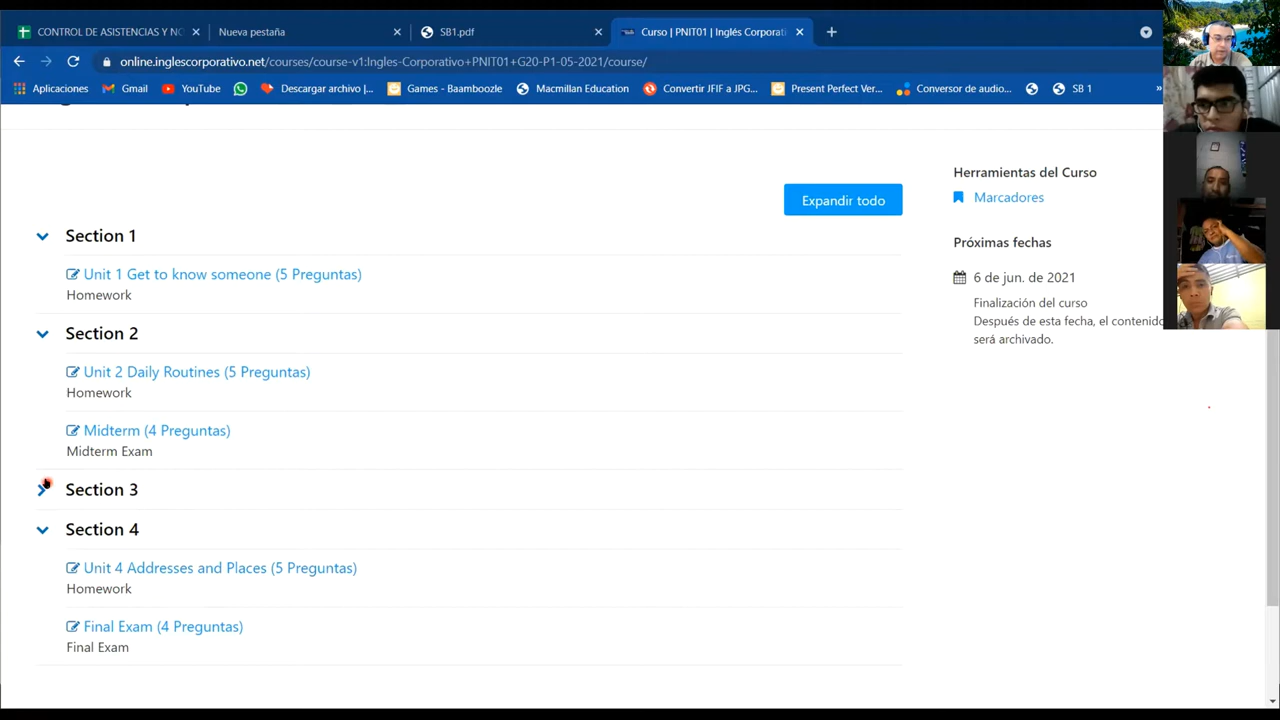 CONTROL DE ASISTENCIAS Y NO
Nueva pestaña
SB1.pdf
Curso | PNIT01 | Inglés Corporati
online.inglescorporativo.net/courses/course-v1:Ingles-Corporativo+PNIT01+G20-P1-05-2021/course/
Aplicaciones
Gmail
YouTube
Descargar archivo |...
Games - Baamboozle
Macmillan Education
Convertir JFIF a JPG...
Present Perfect Ver...
Conversor de audio...
SB 1
»
Expandir todo
Section 1
Unit 1 Get to know someone (5 Preguntas)
Homework
Section 2
Unit 2 Daily Routines (5 Preguntas)
Homework
Midterm (4 Preguntas)
Midterm Exam
Section 3
Section 4
Unit 4 Addresses and Places (5 Preguntas)
Homework
Final Exam (4 Preguntas)
Final Exam
Herramientas del Curso
Marcadores
Próximas fechas
6 de jun. de 2021
Finalización del curso
Después de esta fecha, el contenido
será archivado.